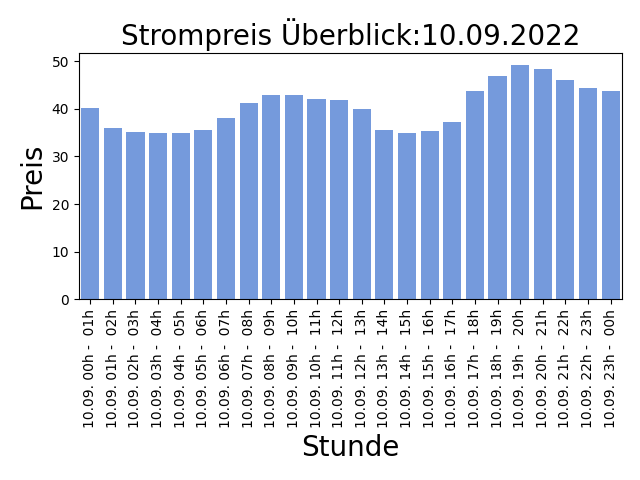 Strompreis Überblick:10.09.2022
Preis
50
40
30
20
10
0
10.09. 00h - 01h
10.09. 01h - 02h
10.09. 02h - 03h
10.09. 03h - 04h
10.09. 04h - 05h
10.09. 05h - 06h
10.09. 06h - 07h
10.09. 07h - 08h
10.09. 08h - 09h
10.09. 09h - 10h
10.09. 10h - 11h
10.09. 11h - 12h
10.09. 12h - 13h
10.09. 13h - 14h
10.09. 14h - 15h
10.09. 15h - 16h
10.09. 16h - 17h
10.09. 17h - 18h
10.09. 18h - 19h
10.09. 19h - 20h
10.09. 20h - 21h
10.09. 21h - 22h
10.09. 22h - 23h
10.09. 23h - 00h
Stunde